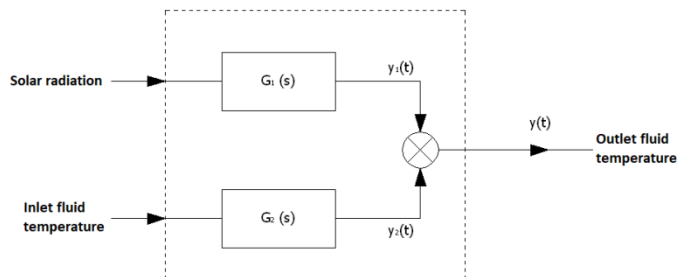 Solar radiation
G₁ (s)
y₁(t)
y(t)
Outlet fluid
temperature
Inlet fluid
temperature
G₂ (s)
y₂(t)